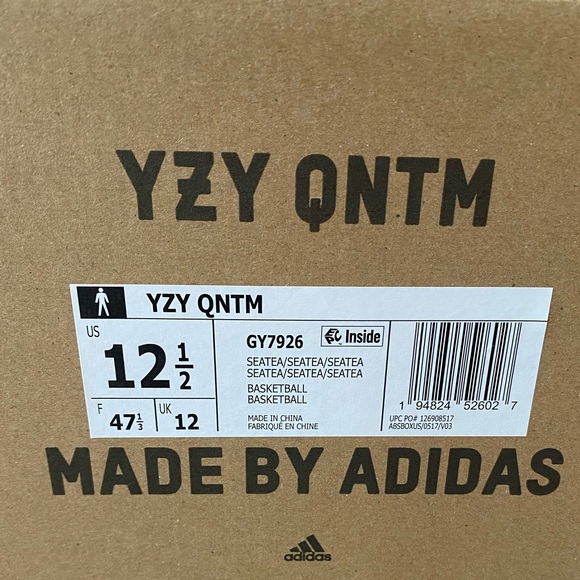 YZY QNTM
YZY QNTM
US
12 1/2
F
47 1/3
UK
12
GY7926
Inside
SEATEA/SEATEA/SEATEA
SEATEA/SEATEA/SEATEA
BASKETBALL
BASKETBALL
MADE IN CHINA
FABRIQUÉ EN CHINE
1 94824 52602 7
UPC PO# 126908517
ABSBOXUS/0517/V03
MADE BY ADIDAS
adidas